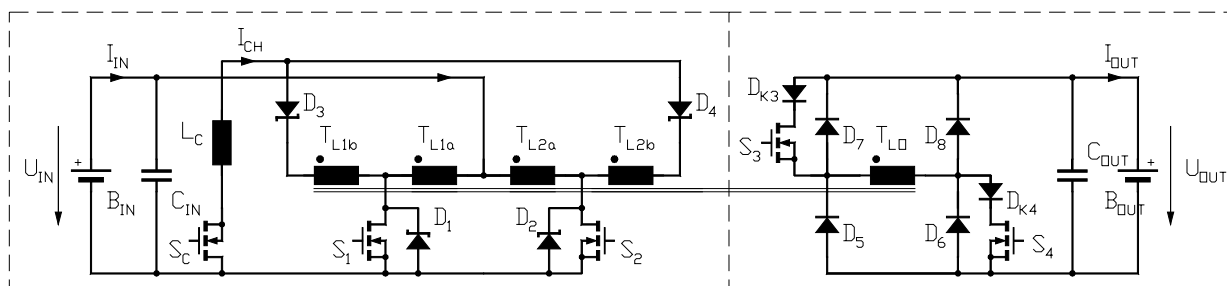 I_IN
I_CH
I_OUT
D_3
D_4
D_K3
L_C
T_L1b
T_L1a
T_L2a
T_L2b
S_3
D_7
T_LO
D_8
U_IN
+
B_IN
C_IN
C_OUT
+
U_OUT
B_OUT
D_K4
S_C
S_1
D_1
D_2
S_2
D_5
D_6
S_4